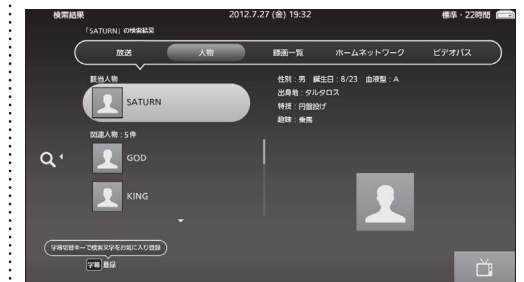 検索結果
2012.7.27 (金) 19:32
標準・22時間
「SATURN」の検索結果
放送
人物
録画一覧
ホームネットワーク
ビデオパス
該当人物
SATURN
性別:男 誕生日:8/23 血液型:A
出身地:タルタロス
特技:円盤投げ
趣味:乗馬
関連人物:5件
GOD
KING
字幕切替キーで検索文字をお気に入り登録
字幕 登録